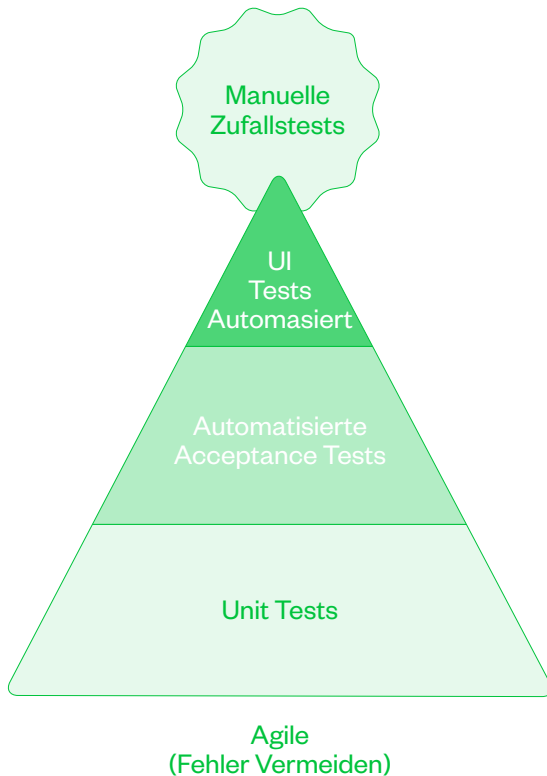 Manuelle
Zufallstests
UI
Tests
Automasiert
Automatisierte
Acceptance Tests
Unit Tests
Agile
(Fehler Vermeiden)